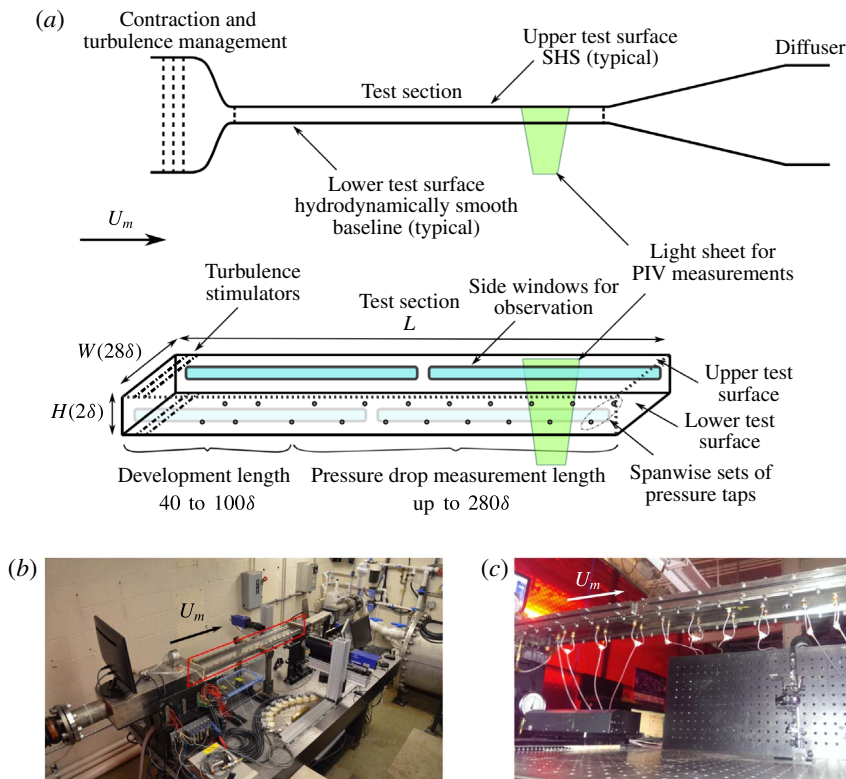 (a)
Contraction and
turbulence management
Upper test surface
SHS (typical)
Diffuser
Test section
Lower test surface
hydrodynamically smooth
baseline (typical)
U_m
Light sheet for
PIV measurements
Turbulence
stimulators
Side windows for
observation
Test section
L
W(28δ)
H(2δ)
Upper test
surface
Lower test
surface
Development length
40 to 100δ
Pressure drop measurement length
up to 280δ
Spanwise sets of
pressure taps
(b)
U_m
(c)
U_m